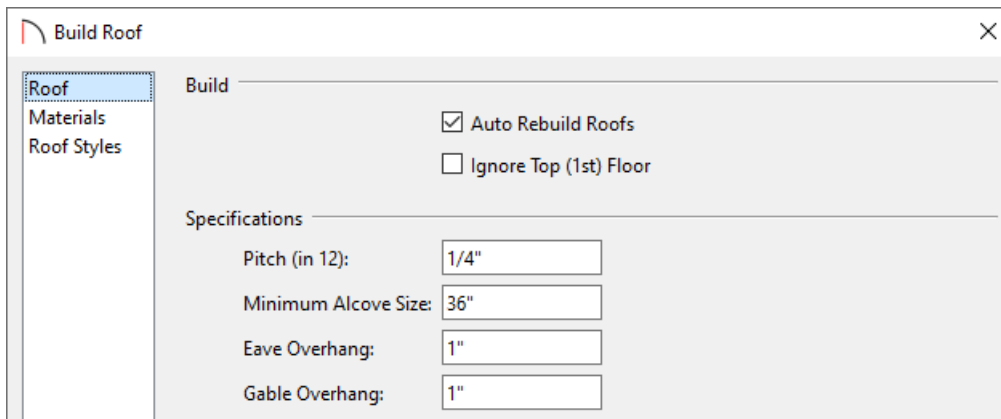 Build Roof
Roof
Materials
Roof Styles
Build
Auto Rebuild Roofs
Ignore Top (1st) Floor
Specifications
Pitch (in 12): 1/4"
Minimum Alcove Size: 36"
Eave Overhang: 1"
Gable Overhang: 1"